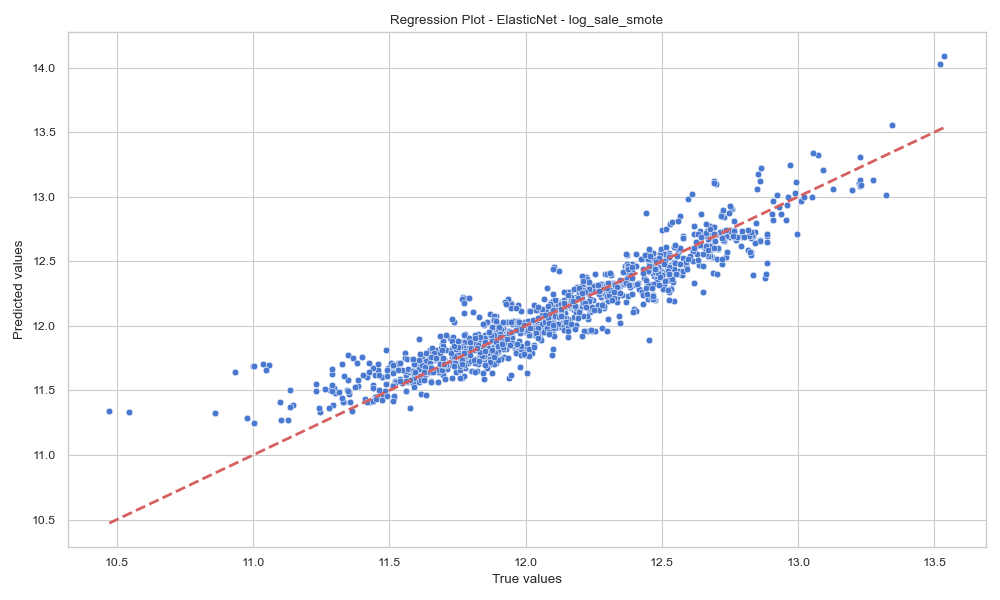 Regression Plot - ElasticNet - log_sale_smote
14.0
13.5
13.0
12.5
12.0
11.5
11.0
10.5
Predicted values
10.5 11.0 11.5 12.0 12.5 13.0 13.5
True values